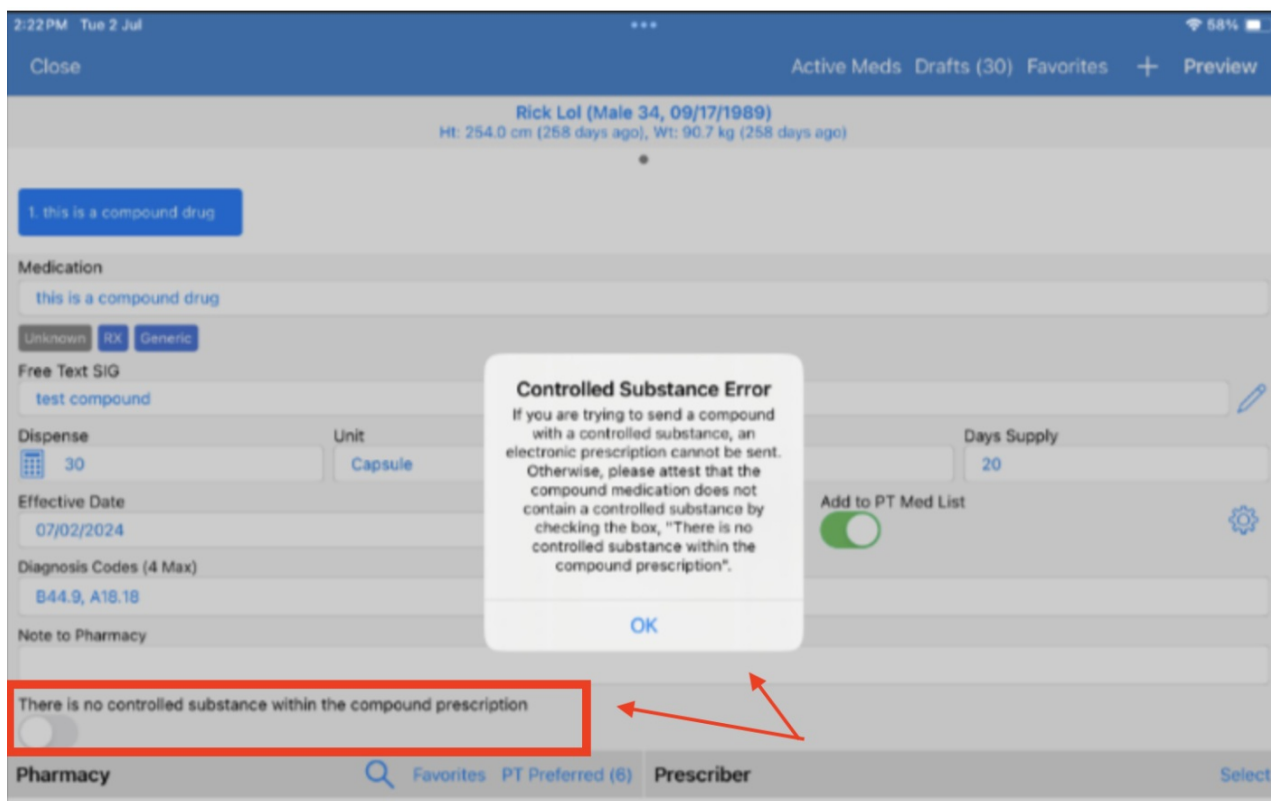 2:22 PM Tue 2 Jul 58%
Close Active Meds Drafts (30) Favorites + Preview
Rick Lol (Male 34, 09/17/1989)
Ht: 254.0 cm (258 days ago), Wt: 90.7 kg (258 days ago)
1. this is a compound drug
Medication
this is a compound drug
Unknown RX Generic
Free Text SIG
test compound
Dispense Unit Days Supply
30 Capsule 20
Effective Date Add to PT Med List
07/02/2024
Diagnosis Codes (4 Max)
B44.9, A18.18
Note to Pharmacy
Controlled Substance Error
If you are trying to send a compound
with a controlled substance, an
electronic prescription cannot be sent.
Otherwise, please attest that the
compound medication does not
contain a controlled substance by
checking the box, "There is no
controlled substance within the
compound prescription".
OK
There is no controlled substance within the compound prescription
Pharmacy Favorites PT Preferred (6) Prescriber Select